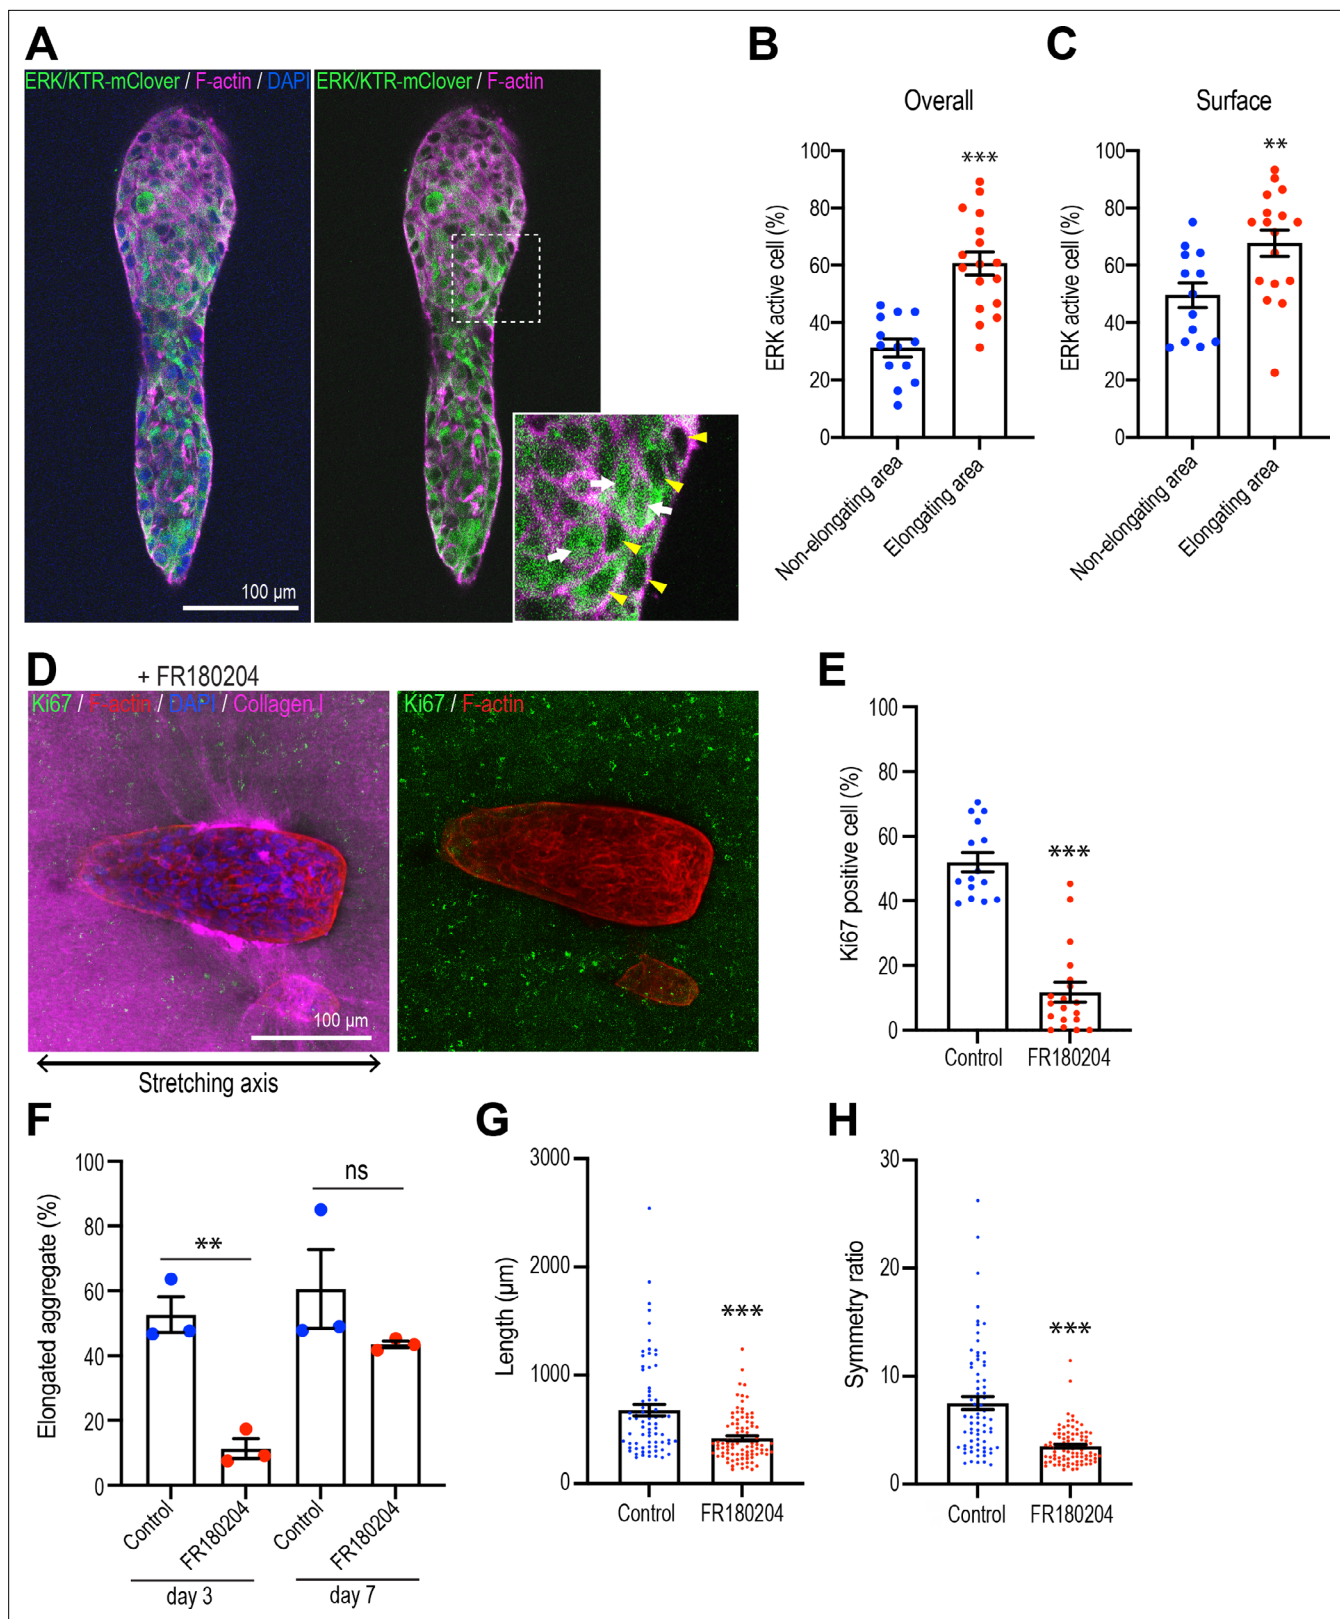 A
ERK/KTR-mClover / F-actin / DAPI
ERK/KTR-mClover / F-actin
100 µm
B
Overall
***
ERK active cell (%)
100
80
60
40
20
0
Non-elongating area
Elongating area
C
Surface
**
ERK active cell (%)
100
80
60
40
20
0
Non-elongating area
Elongating area
D
+ FR180204
Ki67 / F-actin / DAPI / Collagen I
Ki67 / F-actin
100 µm
Stretching axis
E
Ki67 positive cell (%)
100
80
60
40
20
0
***
Control
FR180204
F
Elongated aggregate (%)
100
80
60
40
20
0
**
ns
Control
FR180204
Control
FR180204
day 3
day 7
G
Length (µm)
3000
2000
1000
0
***
Control
FR180204
H
Symmetry ratio
30
20
10
0
***
Control
FR180204